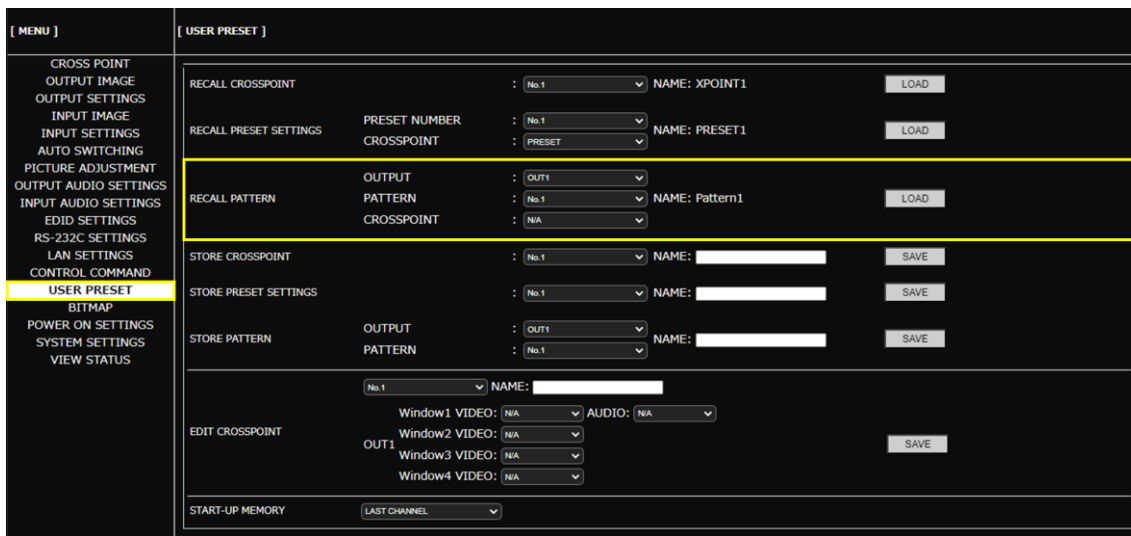 [ MENU ]
[ USER PRESET ]
CROSS POINT
OUTPUT IMAGE
OUTPUT SETTINGS
INPUT IMAGE
INPUT SETTINGS
AUTO SWITCHING
PICTURE ADJUSTMENT
OUTPUT AUDIO SETTINGS
INPUT AUDIO SETTINGS
EDID SETTINGS
RS-232C SETTINGS
LAN SETTINGS
CONTROL COMMAND
USER PRESET
BITMAP
POWER ON SETTINGS
SYSTEM SETTINGS
VIEW STATUS
RECALL CROSSPOINT : No.1 NAME: XPOINT1 LOAD
RECALL PRESET SETTINGS
PRESET NUMBER : No.1
CROSSPOINT : PRESET
NAME: PRESET1 LOAD
RECALL PATTERN
OUTPUT : OUT1
PATTERN : No.1 NAME: Pattern1 LOAD
CROSSPOINT : N/A
STORE CROSSPOINT : No.1 NAME: SAVE
STORE PRESET SETTINGS : No.1 NAME: SAVE
STORE PATTERN
OUTPUT : OUT1
PATTERN : No.1
NAME: SAVE
EDIT CROSSPOINT
No.1 NAME:
OUT1
Window1 VIDEO: N/A AUDIO: N/A
Window2 VIDEO: N/A
Window3 VIDEO: N/A
Window4 VIDEO: N/A
SAVE
START-UP MEMORY LAST CHANNEL